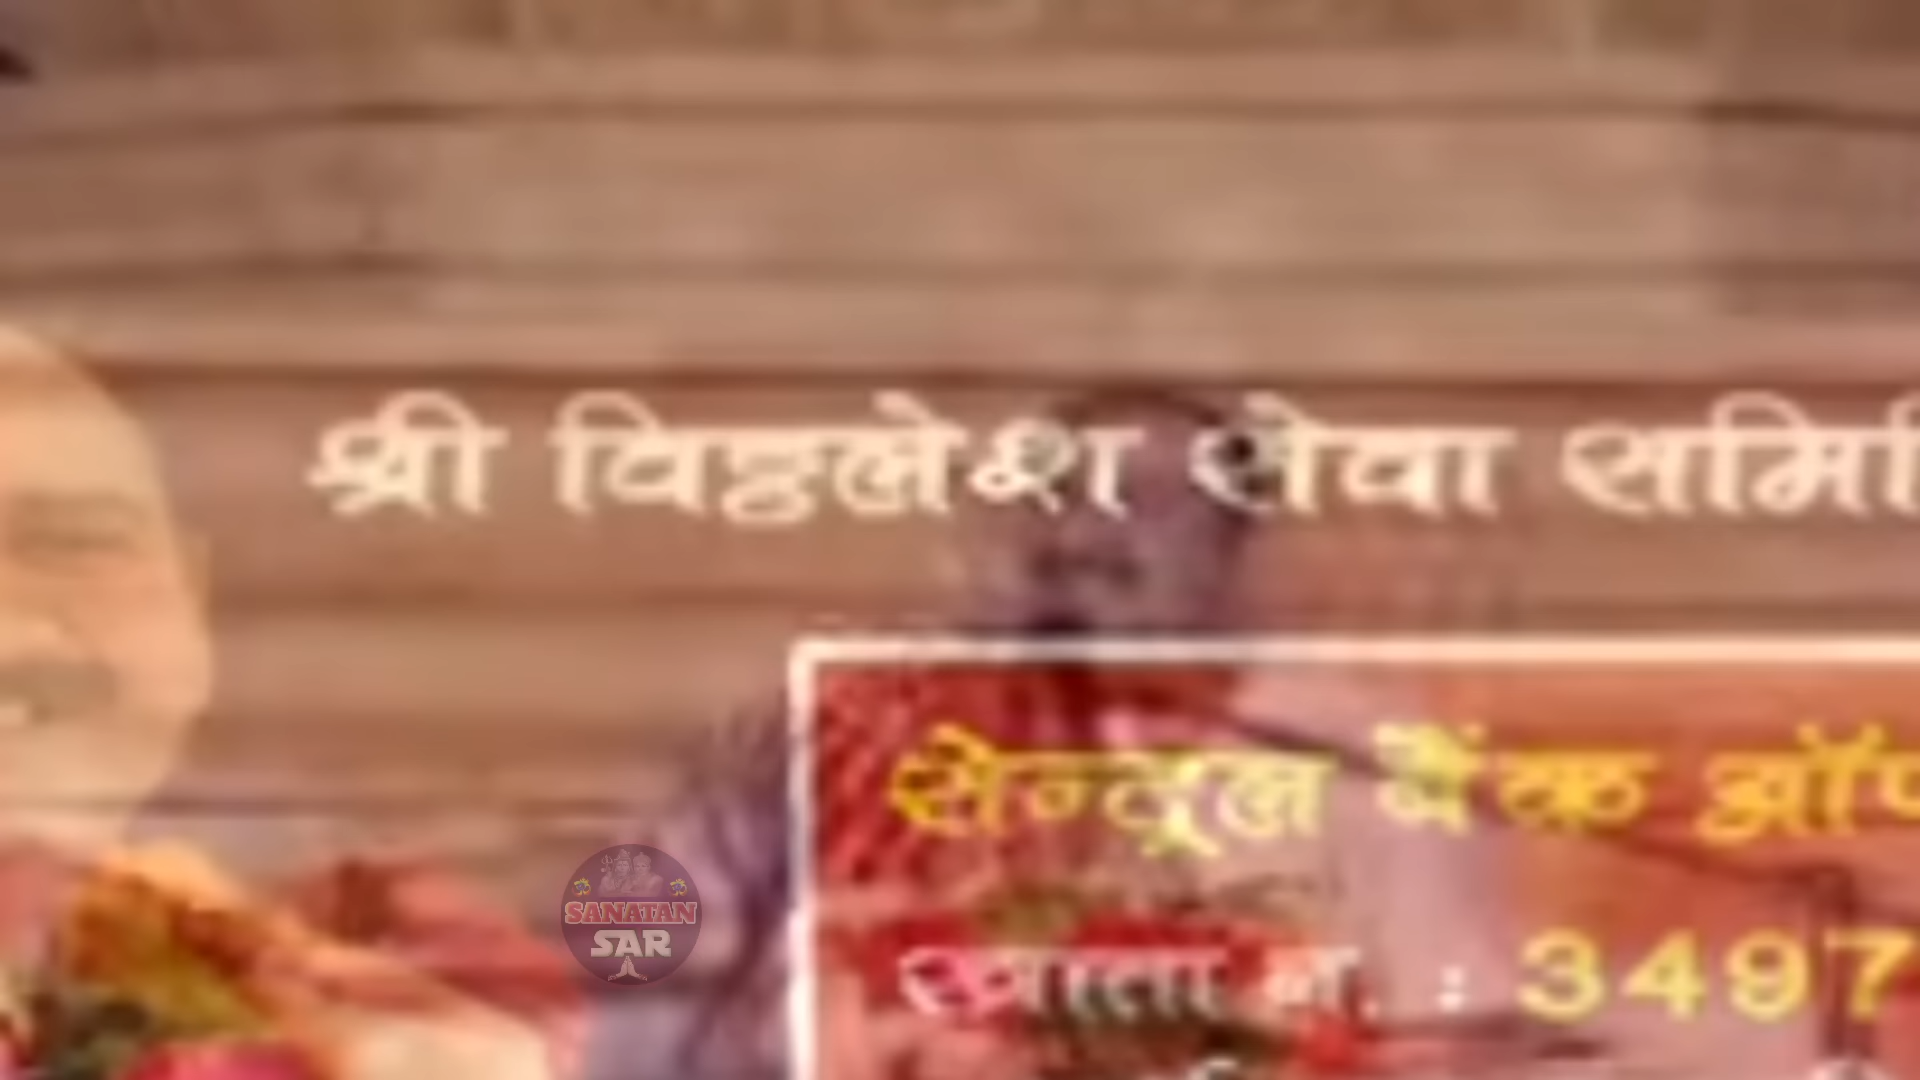 श्री विठ्ठलेश सेवा समिति
सेन्ट्रल बैंक ऑफ
खाता नं. : 3497
SANATAN
SAR